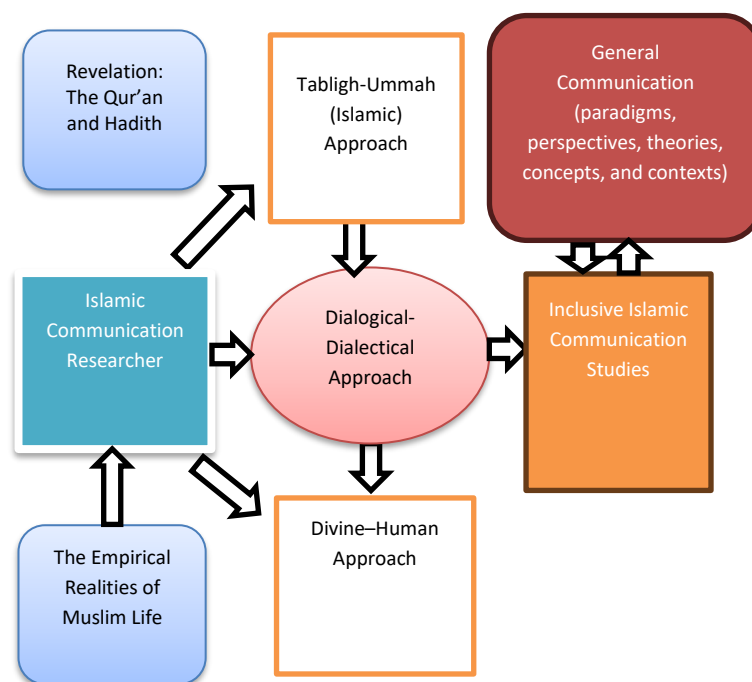 Revelation:
The Qur’an
and Hadith
Tabligh-Ummah
(Islamic)
Approach
General
Communication
(paradigms,
perspectives, theories,
concepts, and contexts)
Islamic
Communication
Researcher
Dialogical-
Dialectical
Approach
Inclusive Islamic
Communication
Studies
The Empirical
Realities of
Muslim Life
Divine–Human
Approach